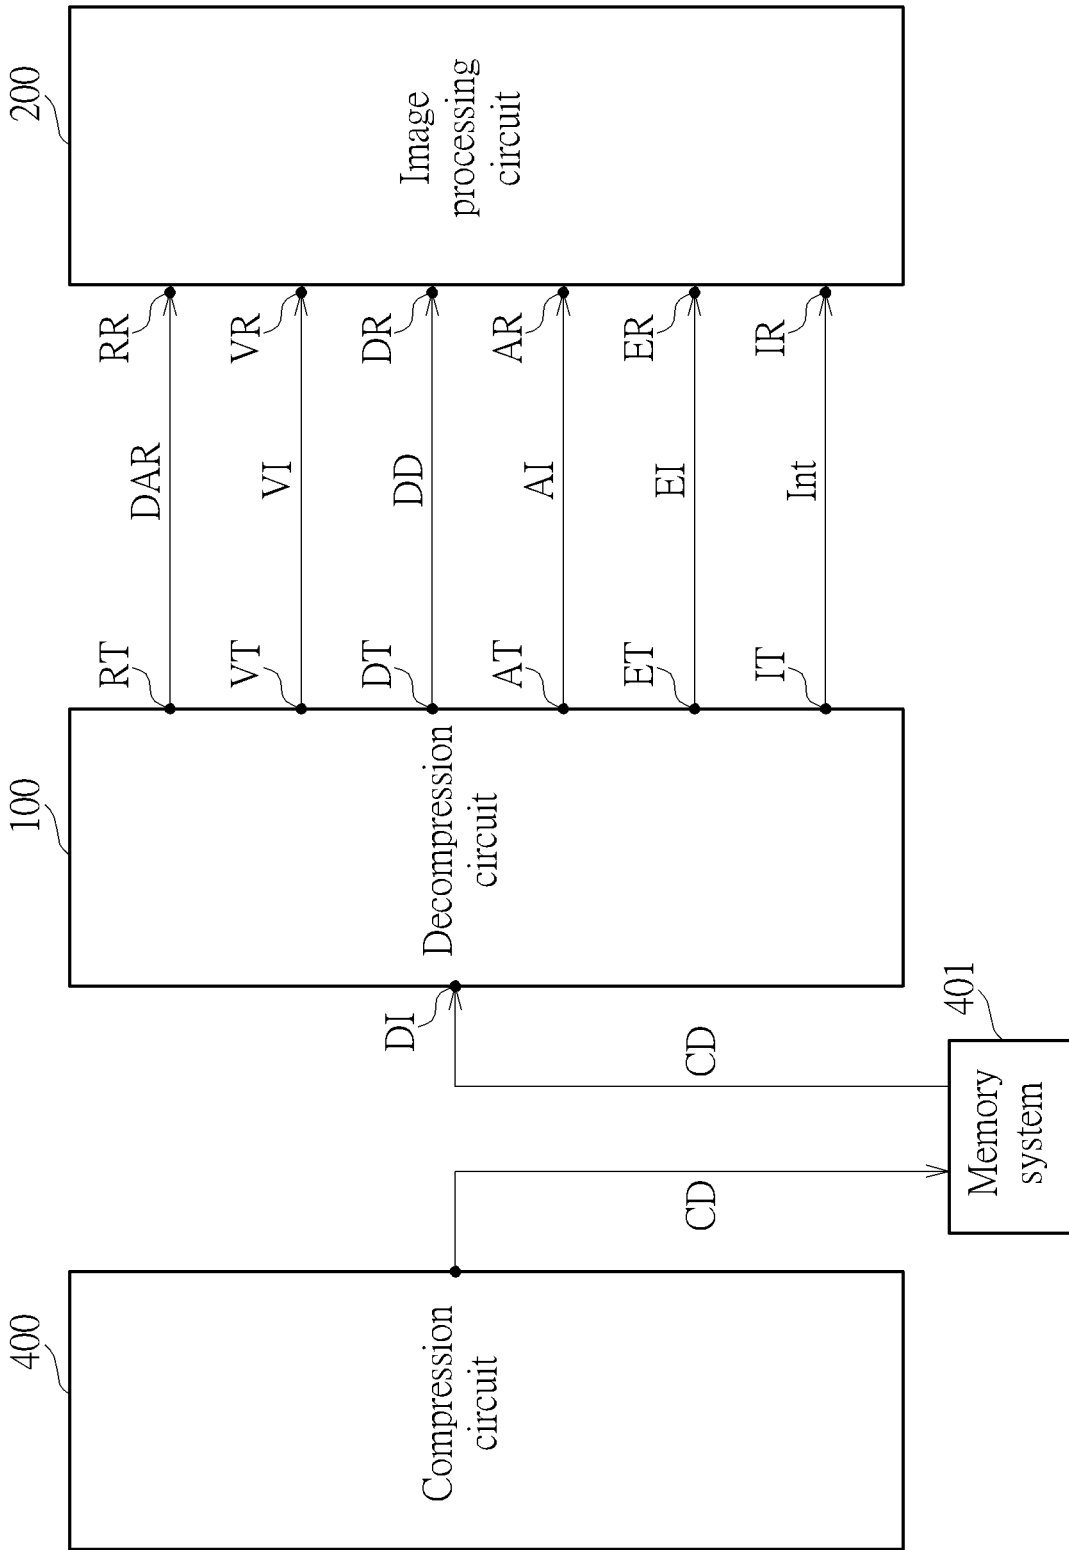 400
Compression
circuit
CD
CD
Memory
system
401
DI
100
Decompression
circuit
RT
DAR
RR
VT
VI
VR
DT
DD
DR
AT
AI
AR
ET
EI
ER
IT
Int
IR
200
Image
processing
circuit